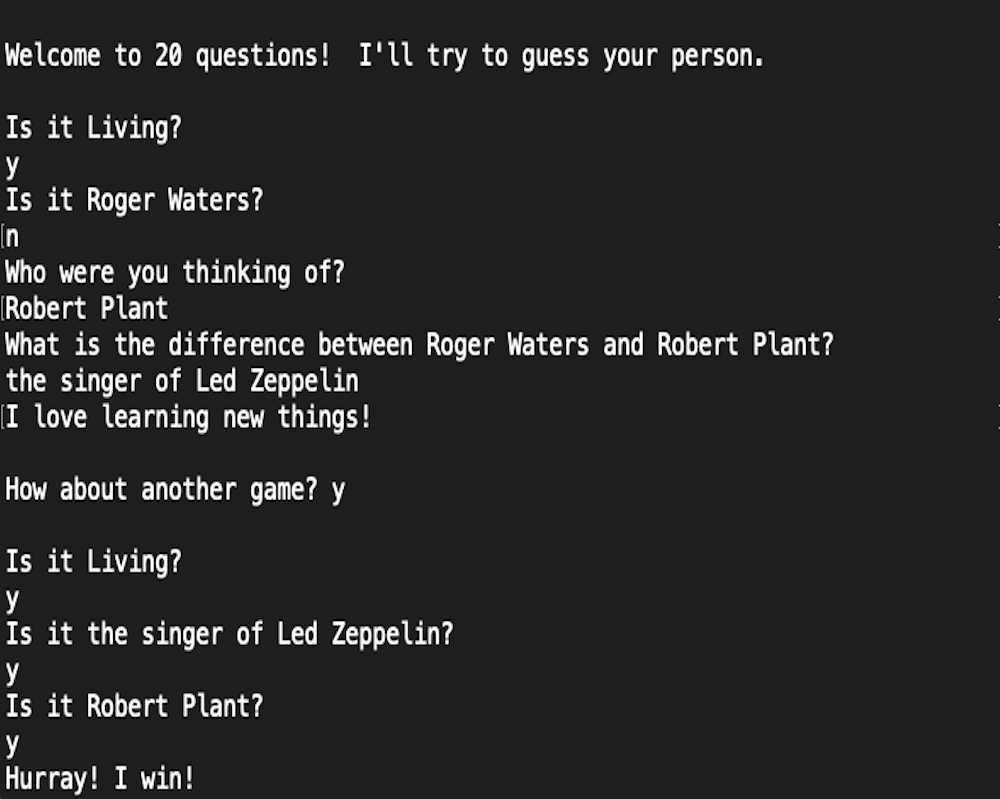 Welcome to 20 questions!  I'll try to guess your person.
Is it Living?
y
Is it Roger Waters?
[n
Who were you thinking of?
[Robert Plant
What is the difference between Roger Waters and Robert Plant?
the singer of Led Zeppelin
[I love learning new things!
How about another game? y
Is it Living?
y
Is it the singer of Led Zeppelin?
y
Is it Robert Plant?
y
Hurray! I win!